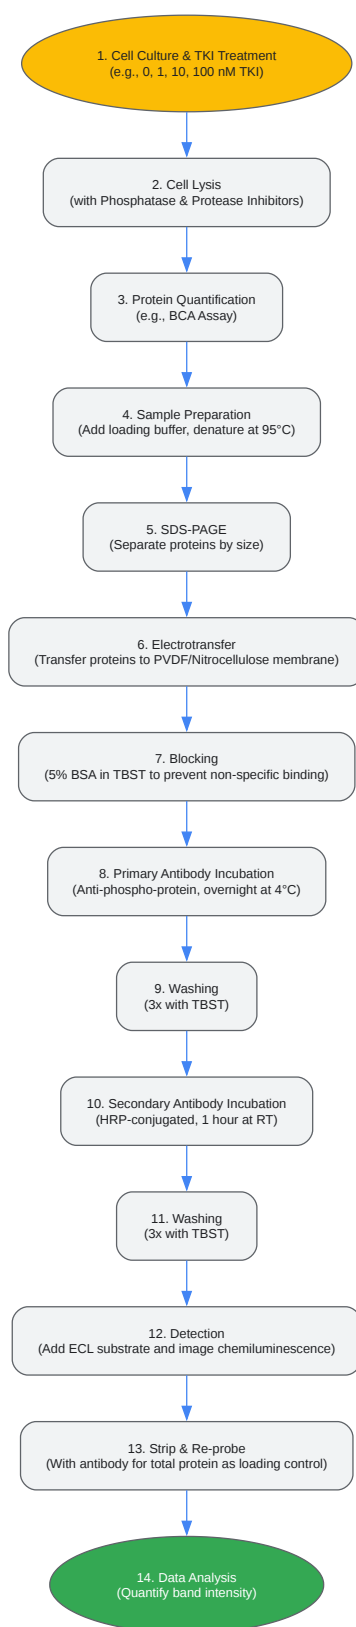 1. Cell Culture & TKI Treatment
(e.g., 0, 1, 10, 100 nM TKI)
2. Cell Lysis
(with Phosphatase & Protease Inhibitors)
3. Protein Quantification
(e.g., BCA Assay)
4. Sample Preparation
(Add loading buffer, denature at 95°C)
5. SDS-PAGE
(Separate proteins by size)
6. Electrotransfer
(Transfer proteins to PVDF/Nitrocellulose membrane)
7. Blocking
(5% BSA in TBST to prevent non-specific binding)
8. Primary Antibody Incubation
(Anti-phospho-protein, overnight at 4°C)
9. Washing
(3x with TBST)
10. Secondary Antibody Incubation
(HRP-conjugated, 1 hour at RT)
11. Washing
(3x with TBST)
12. Detection
(Add ECL substrate and image chemiluminescence)
13. Strip & Re-probe
(With antibody for total protein as loading control)
14. Data Analysis
(Quantify band intensity)